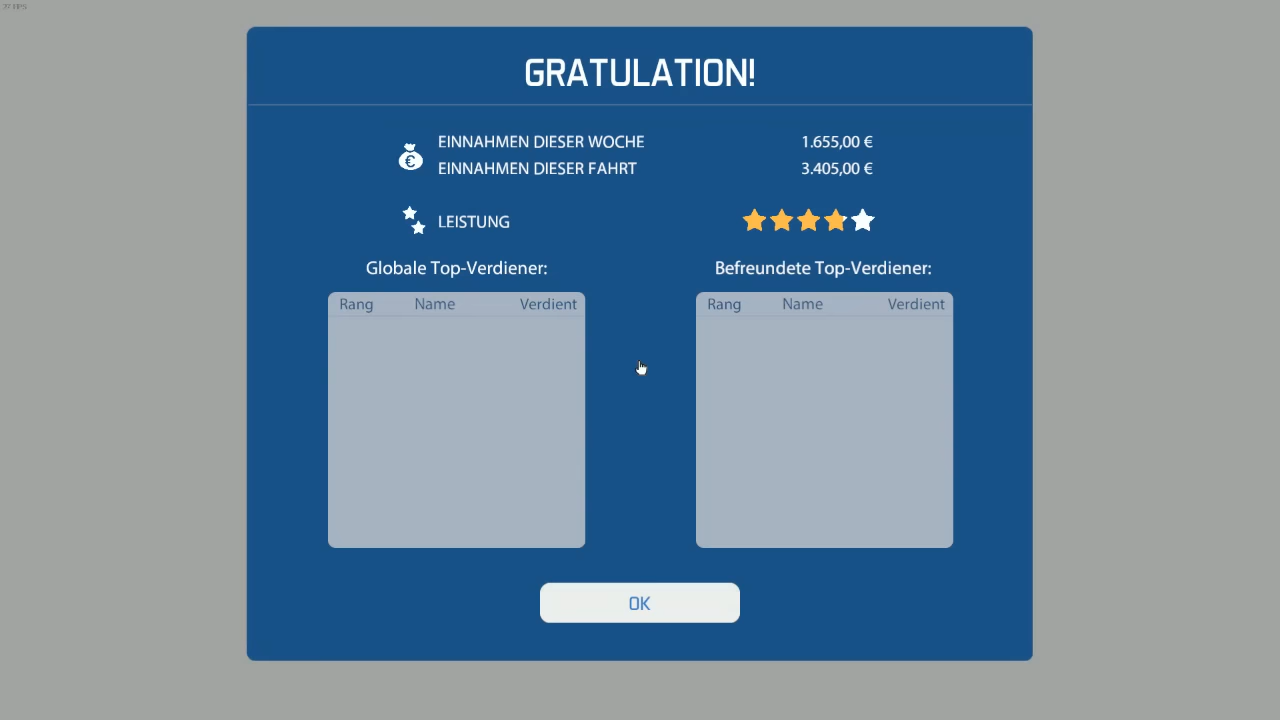 GRATULATION!
EINNAHMEN DIESER WOCHE 1.655,00 €
EINNAHMEN DIESER FAHRT 3.405,00 €
LEISTUNG
Globale Top-Verdiener: Befreundete Top-Verdiener:
Rang Name Verdient Rang Name Verdient
OK